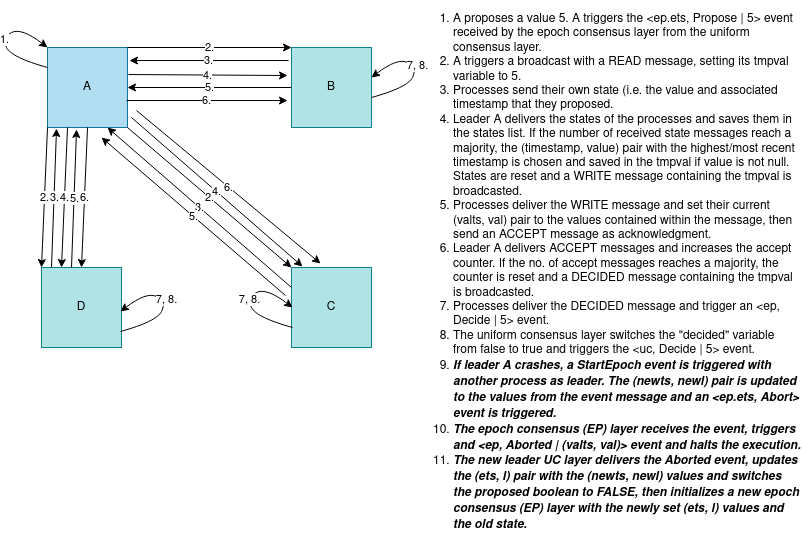 1.
A
2.
3.
4.
5.
6.
B
7, 8.
2. 3. 4. 5. 6.
6.
4.
2.
3.
5.
D
7, 8.
7, 8.
C
1. A proposes a value 5. A triggers the <ep.ets, Propose | 5> event
received by the epoch consensus layer from the uniform
consensus layer.
2. A triggers a broadcast with a READ message, setting its tmpval
variable to 5.
3. Processes send their own state (i.e. the value and associated
timestamp that they proposed.
4. Leader A delivers the states of the processes and saves them in
the states list. If the number of received state messages reach a
majority, the (timestamp, value) pair with the highest/most recent
timestamp is chosen and saved in the tmpval if value is not null.
States are reset and a WRITE message containing the tmpval is
broadcasted.
5. Processes deliver the WRITE message and set their current
(valts, val) pair to the values contained within the message, then
send an ACCEPT message as acknowledgment.
6. Leader A delivers ACCEPT messages and increases the accept
counter. If the no. of accept messages reaches a majority, the
counter is reset and a DECIDED message containing the tmpval
is broadcasted.
7. Processes deliver the DECIDED message and trigger an <ep,
Decide | 5> event.
8. The uniform consensus layer switches the "decided" variable
from false to true and triggers the <uc, Decide | 5> event.
9. If leader A crashes, a StartEpoch event is triggered with
another process as leader. The (newts, newl) pair is updated
to the values from the event message and an <ep.ets, Abort>
event is triggered.
10. The epoch consensus (EP) layer receives the event, triggers
and <ep, Aborted | (valts, val)> event and halts the execution.
11. The new leader UC layer delivers the Aborted event, updates
the (ets, l) pair with the (newts, newl) values and switches
the proposed boolean to FALSE, then initializes a new epoch
consensus (EP) layer with the newly set (ets, l) values and
the old state.